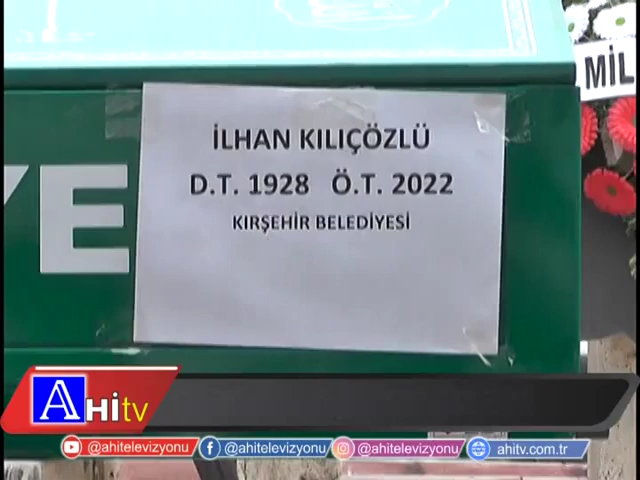 MİL
İLHAN KILIÇÖZLÜ
D.T. 1928 Ö.T. 2022
KIRŞEHİR BELEDİYESİ
YE
AHİtv
@ahitelevizyonu @ahitelevizyonu @ahitelevizyonu ahitv.com.tr